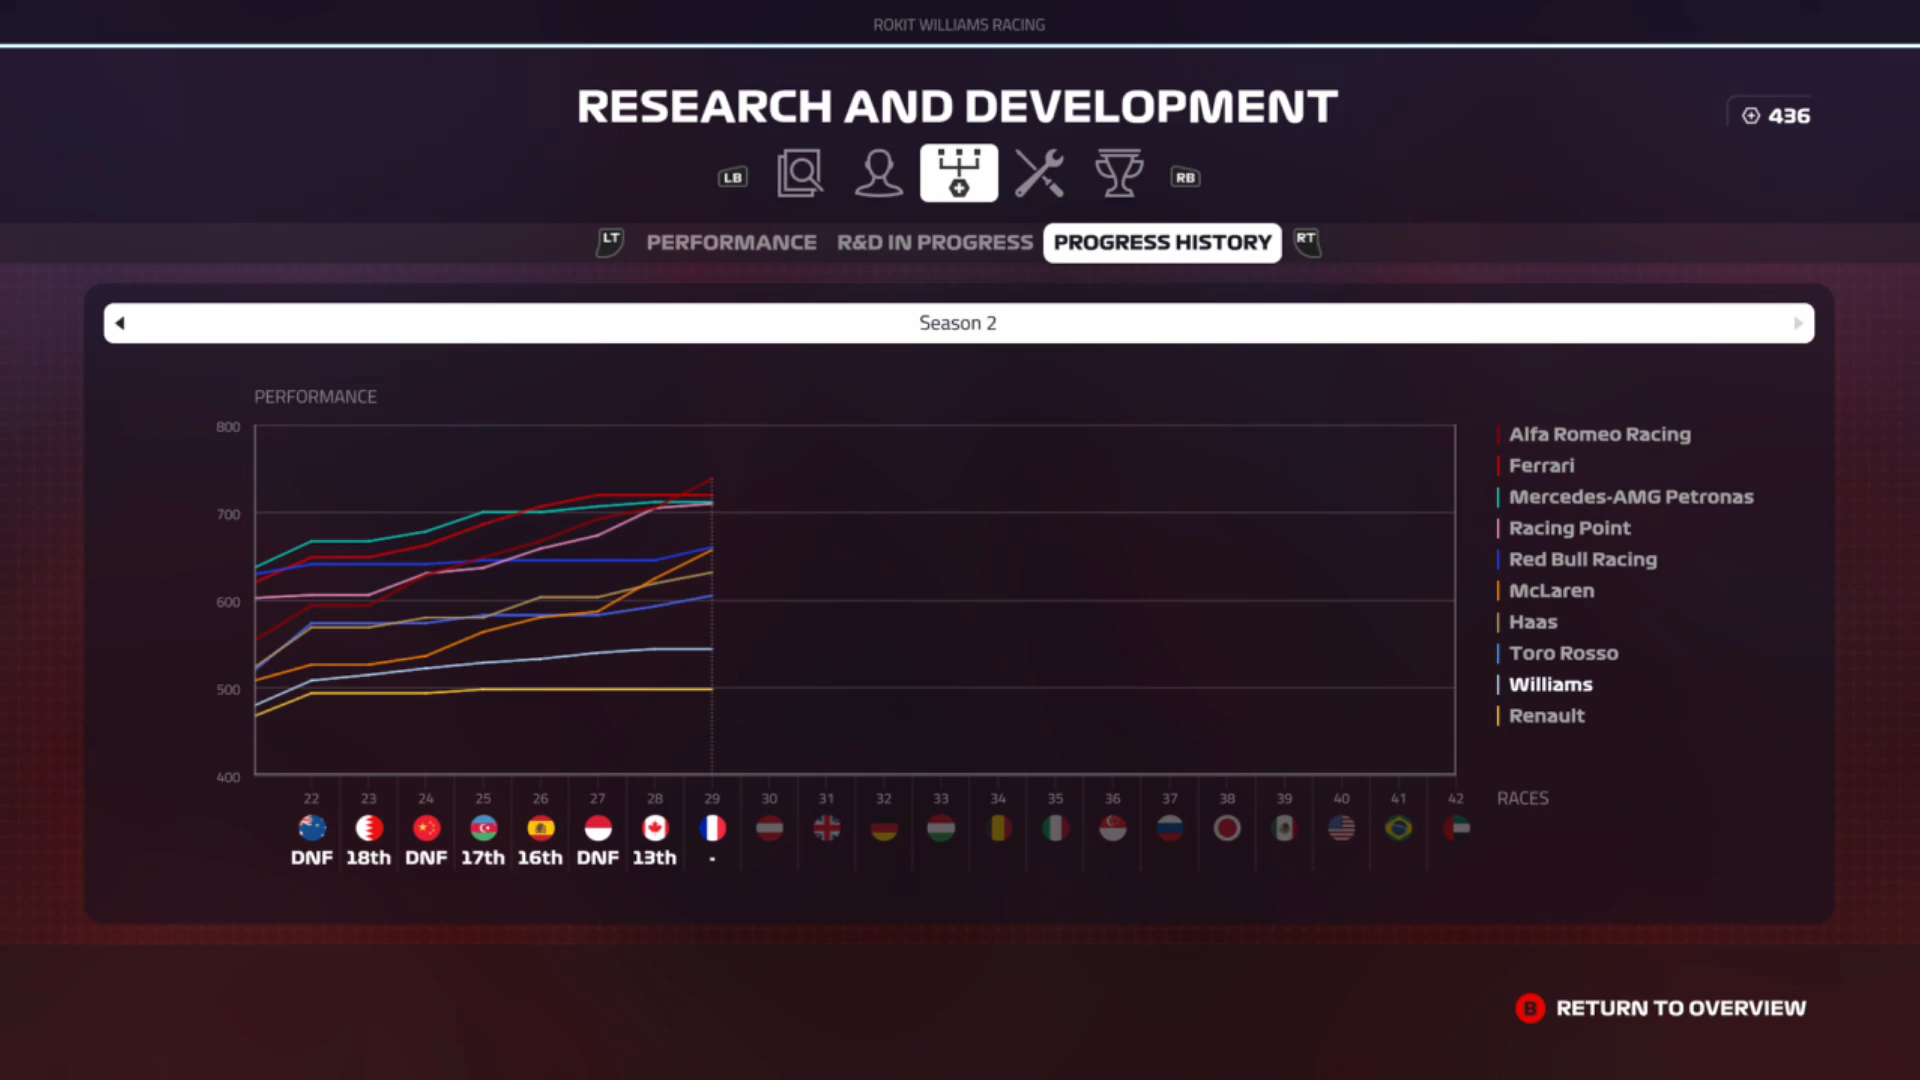 ROKIT WILLIAMS RACING
RESEARCH AND DEVELOPMENT
436
LB RB
LT PERFORMANCE R&D IN PROGRESS PROGRESS HISTORY RT
Season 2
PERFORMANCE
800
700
600
500
400
Alfa Romeo Racing
Ferrari
Mercedes-AMG Petronas
Racing Point
Red Bull Racing
McLaren
Haas
Toro Rosso
Williams
Renault
22 23 24 25 26 27 28 29 30 31 32 33 34 35 36 37 38 39 40 41 42 RACES
DNF 18th DNF 17th 16th DNF 13th -
B RETURN TO OVERVIEW